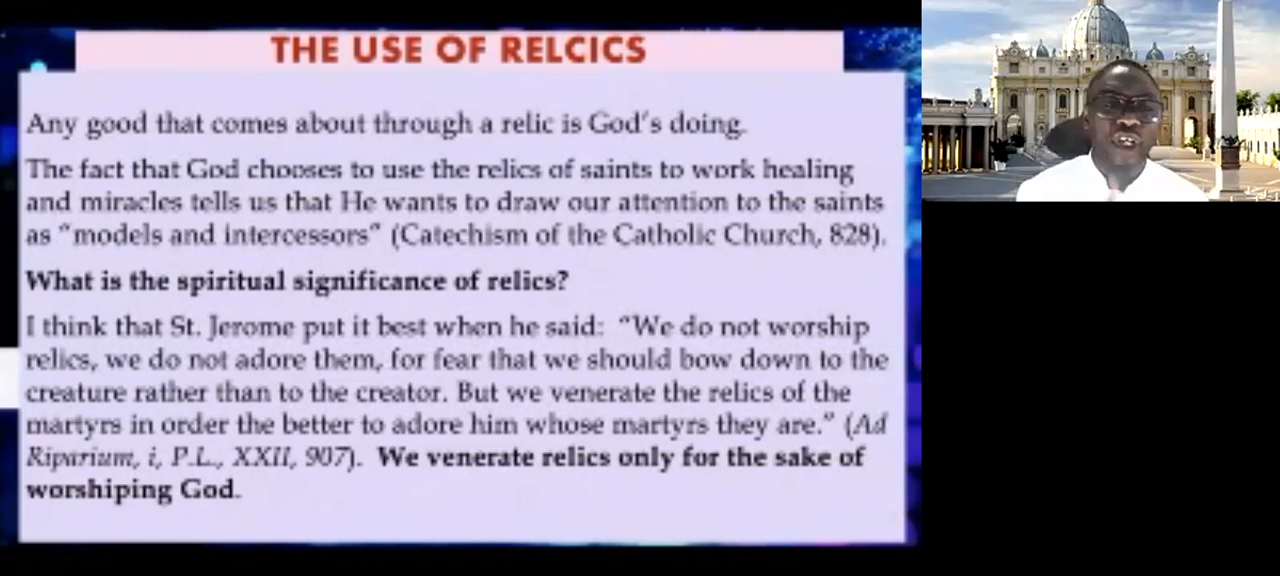 THE USE OF RELCICS
Any good that comes about through a relic is God's doing.
The fact that God chooses to use the relics of saints to work healing
and miracles tells us that He wants to draw our attention to the saints
as “models and intercessors” (Catechism of the Catholic Church, 828).
What is the spiritual significance of relics?
I think that St. Jerome put it best when he said: “We do not worship
relics, we do not adore them, for fear that we should bow down to the
creature rather than to the creator. But we venerate the relics of the
martyrs in order the better to adore him whose martyrs they are.” (Ad
Riparium, i, P.L., XXII, 907). We venerate relics only for the sake of
worshiping God.